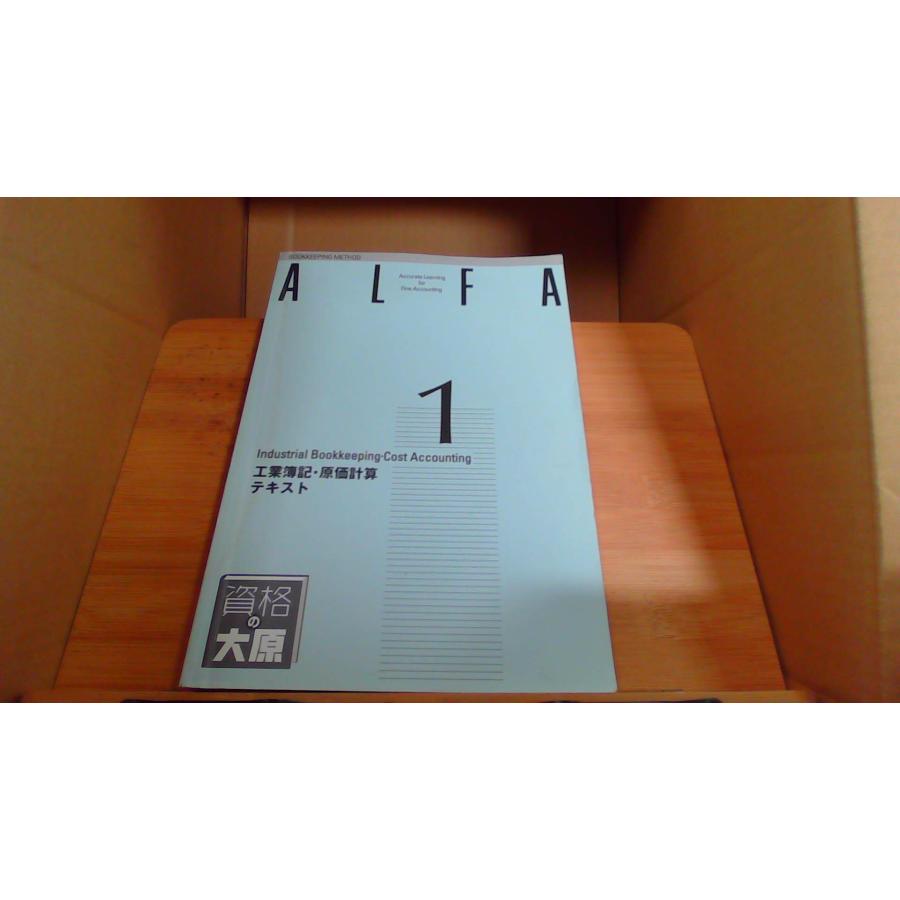 BOOKKEEPING METHOD
A L F A
Accurate Learning
for
Fine Accounting
1
Industrial Bookkeeping·Cost Accounting
工業簿記・原価計算
テキスト
資格
の
大原